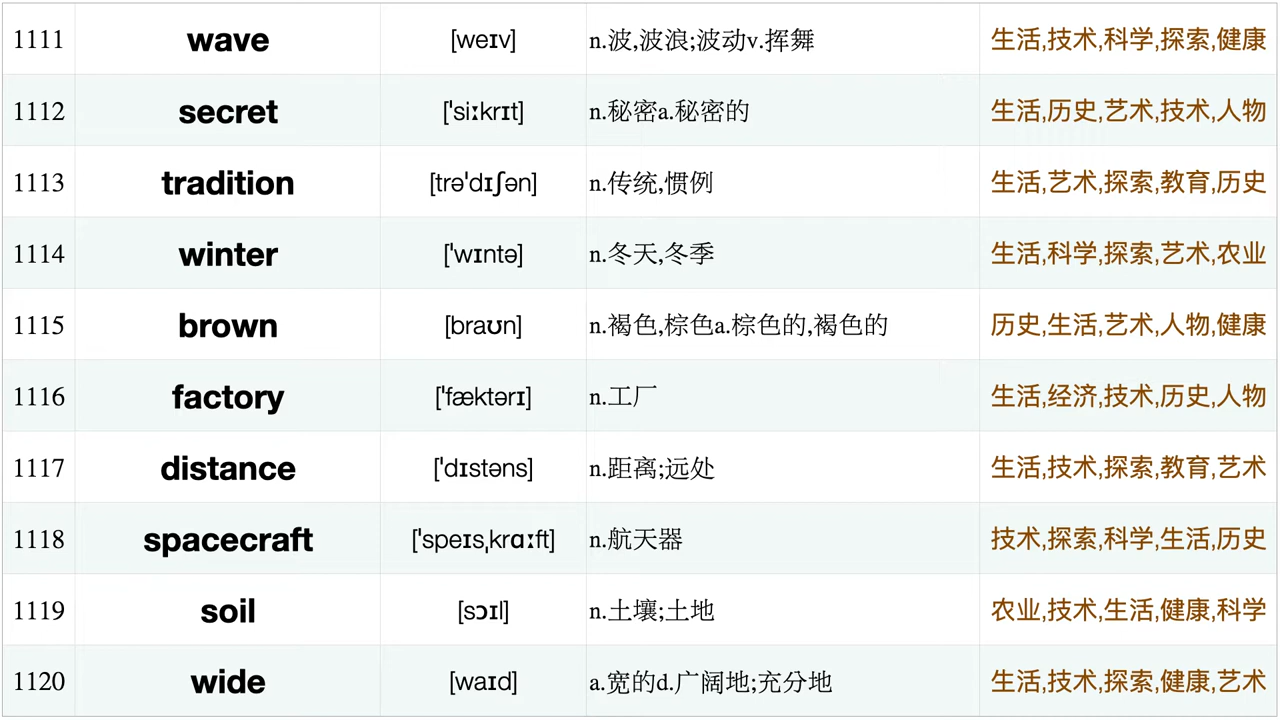 1111 wave [weɪv] n.波,波浪;波动v.挥舞 生活,技术,科学,探索,健康
1112 secret [ˈsiːkrɪt] n.秘密a.秘密的 生活,历史,艺术,技术,人物
1113 tradition [trəˈdɪʃən] n.传统,惯例 生活,艺术,探索,教育,历史
1114 winter [ˈwɪntə] n.冬天,冬季 生活,科学,探索,艺术,农业
1115 brown [braʊn] n.褐色,棕色a.棕色的,褐色的 历史,生活,艺术,人物,健康
1116 factory [ˈfæktərɪ] n.工厂 生活,经济,技术,历史,人物
1117 distance [ˈdɪstəns] n.距离;远处 生活,技术,探索,教育,艺术
1118 spacecraft [ˈspeɪsˌkrɑːft] n.航天器 技术,探索,科学,生活,历史
1119 soil [sɔɪl] n.土壤;土地 农业,技术,生活,健康,科学
1120 wide [waɪd] a.宽的d.广阔地;充分地 生活,技术,探索,健康,艺术